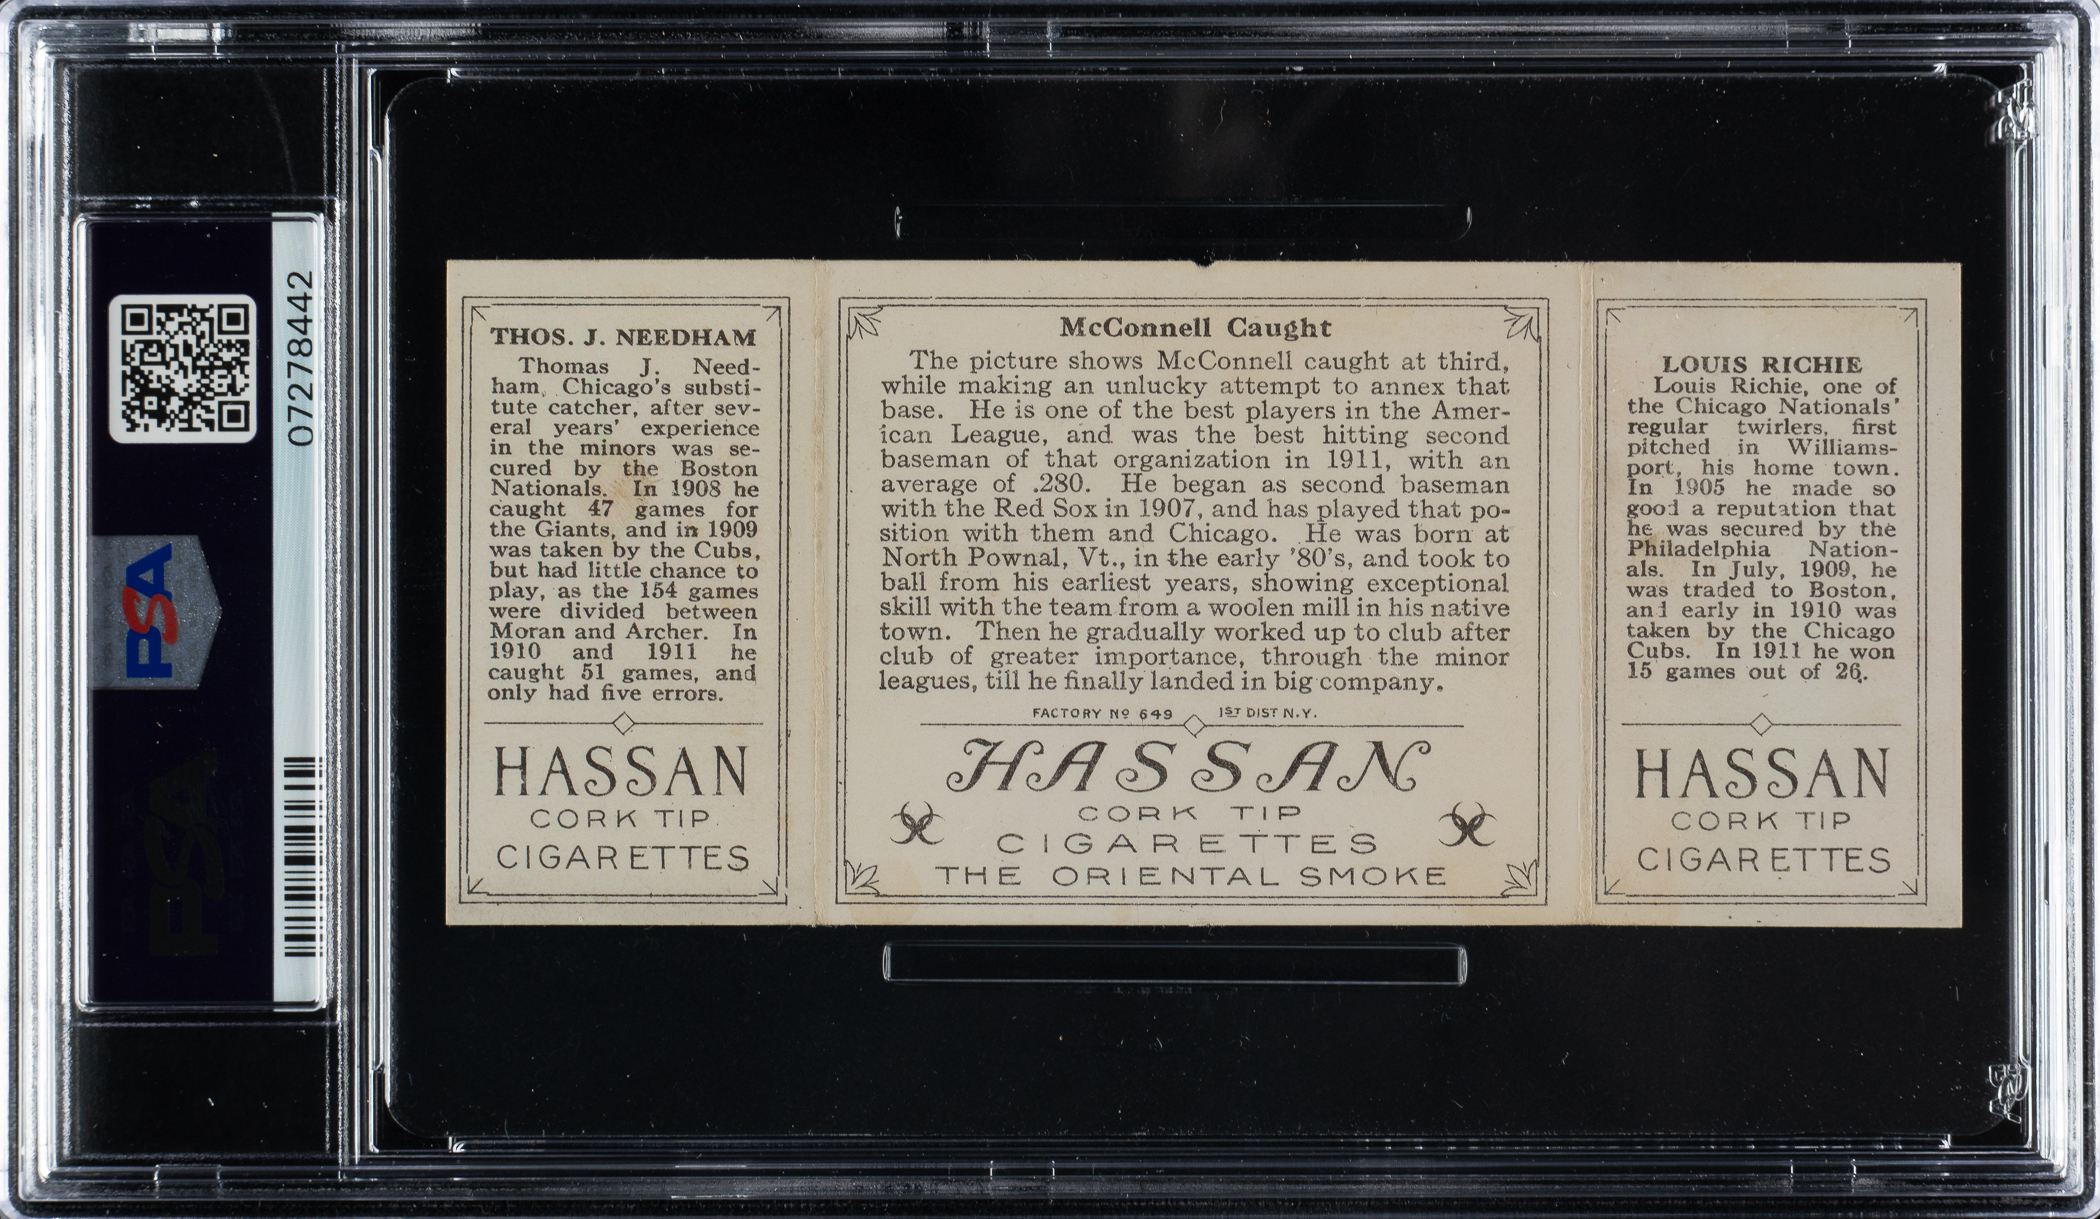 07278442
PSA
PSA
THOS. J. NEEDHAM
Thomas J. Need-
ham, Chicago's substi-
tute catcher, after sev-
eral years' experience
in the minors was se-
cured by the Boston
Nationals. In 1908 he
caught 47 games for
the Giants, and in 1909
was taken by the Cubs,
but had little chance to
play, as the 154 games
were divided between
Moran and Archer. In
1910 and 1911 he
caught 51 games, and
only had five errors.
HASSAN
CORK TIP
CIGARETTES
McConnell Caught
The picture shows McConnell caught at third,
while making an unlucky attempt to annex that
base. He is one of the best players in the Amer-
ican League, and was the best hitting second
baseman of that organization in 1911, with an
average of .280. He began as second baseman
with the Red Sox in 1907, and has played that po-
sition with them and Chicago. He was born at
North Pownal, Vt., in the early '80's, and took to
ball from his earliest years, showing exceptional
skill with the team from a woolen mill in his native
town. Then he gradually worked up to club after
club of greater importance, through the minor
leagues, till he finally landed in big company.
FACTORY Nº 649 1ST DIST N.Y.
HASSAN
CORK TIP
CIGARETTES
THE ORIENTAL SMOKE
LOUIS RICHIE
Louis Richie, one of
the Chicago Nationals'
regular twirlers, first
pitched in Williams-
port, his home town.
In 1905 he made so
good a reputation that
he was secured by the
Philadelphia Nation-
als. In July, 1909, he
was traded to Boston,
and early in 1910 was
taken by the Chicago
Cubs. In 1911 he won
15 games out of 26.
HASSAN
CORK TIP
CIGARETTES